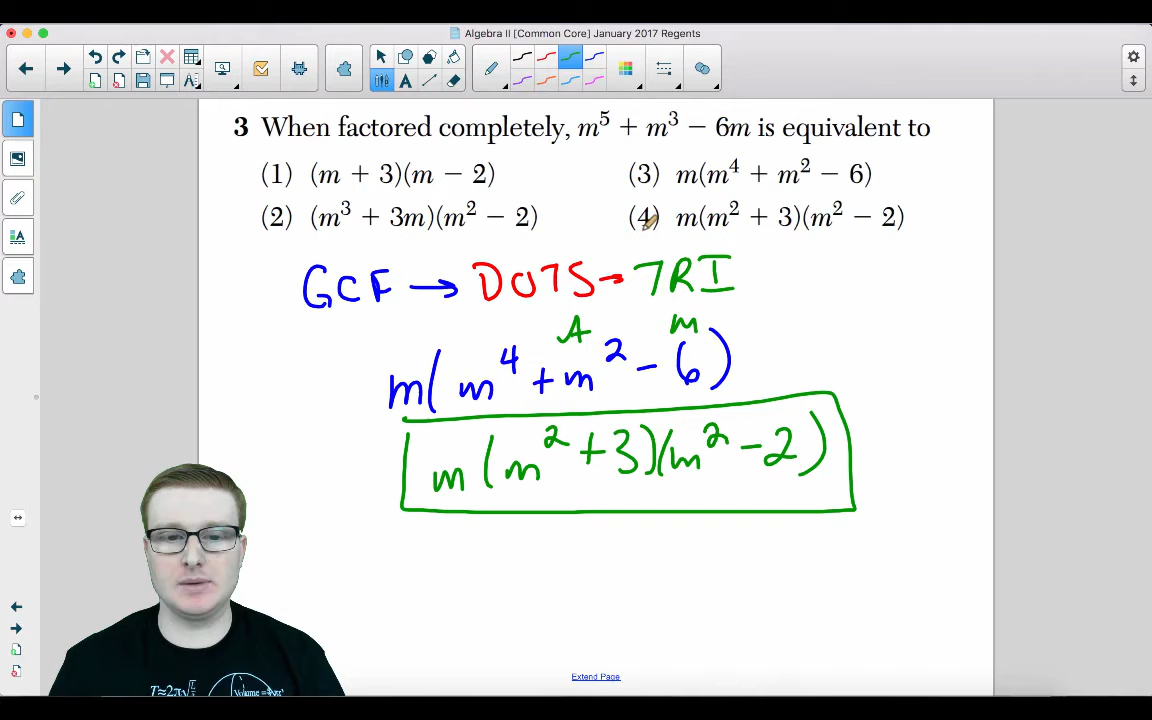 Algebra II [Common Core] January 2017 Regents
3 When factored completely, m⁵ + m³ − 6m is equivalent to
(1) (m + 3)(m − 2)
(3) m(m⁴ + m² − 6)
(2) (m³ + 3m)(m² − 2)
(4) m(m² + 3)(m² − 2)
GCF → DOTS → TRI
A M
m(m⁴ + m² − 6)
m(m² + 3)(m² − 2)
Extend Page